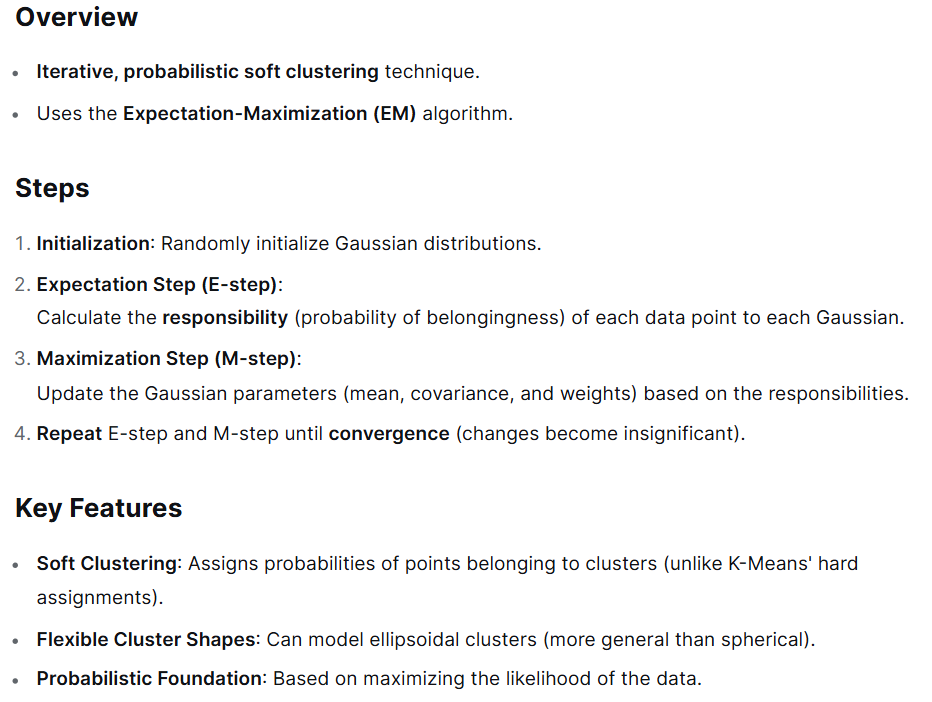 Overview
• Iterative, probabilistic soft clustering technique.
• Uses the Expectation-Maximization (EM) algorithm.
Steps
1. Initialization: Randomly initialize Gaussian distributions.
2. Expectation Step (E-step):
Calculate the responsibility (probability of belongingness) of each data point to each Gaussian.
3. Maximization Step (M-step):
Update the Gaussian parameters (mean, covariance, and weights) based on the responsibilities.
4. Repeat E-step and M-step until convergence (changes become insignificant).
Key Features
• Soft Clustering: Assigns probabilities of points belonging to clusters (unlike K-Means' hard
assignments).
• Flexible Cluster Shapes: Can model ellipsoidal clusters (more general than spherical).
• Probabilistic Foundation: Based on maximizing the likelihood of the data.